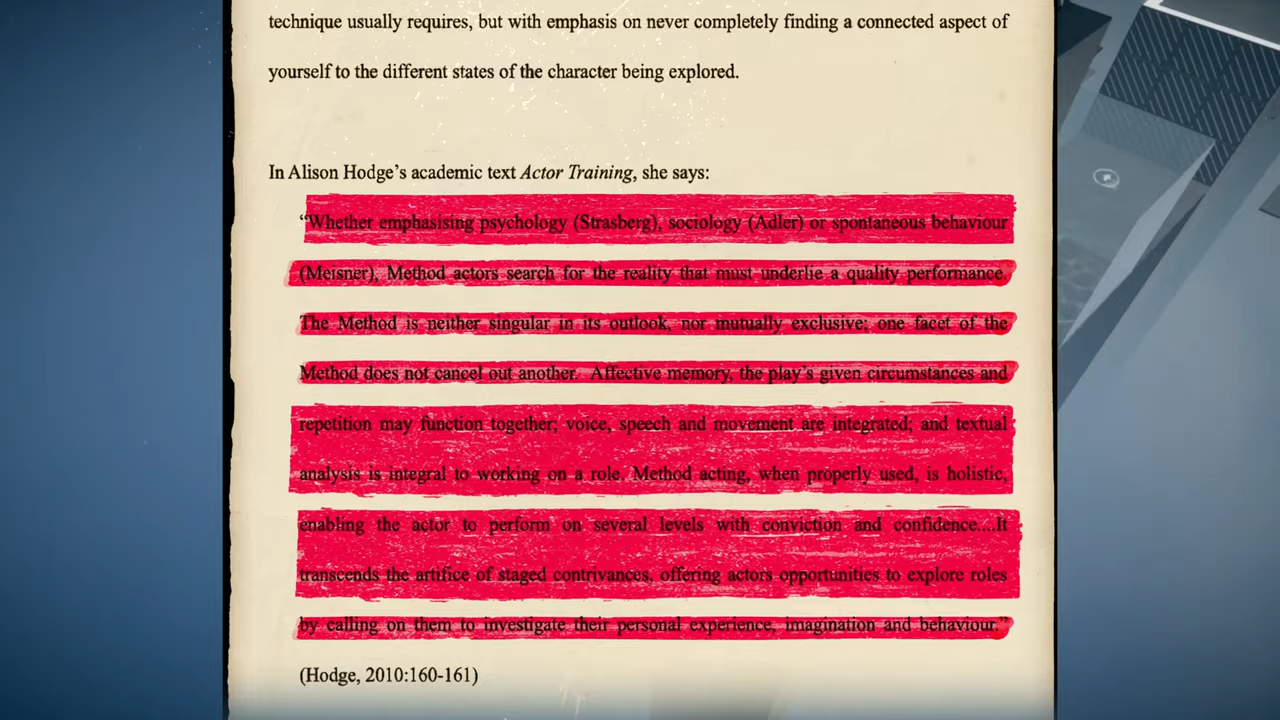 technique usually requires, but with emphasis on never completely finding a connected aspect of
yourself to the different states of the character being explored.
In Alison Hodge’s academic text Actor Training, she says:
“Whether emphasising psychology (Strasberg), sociology (Adler) or spontaneous behaviour
(Meisner), Method actors search for the reality that must underlie a quality performance.
The Method is neither singular in its outlook, nor mutually exclusive; one facet of the
Method does not cancel out another. Affective memory, the play’s given circumstances and
repetition may function together; voice, speech and movement are integrated; and textual
analysis is integral to working on a role. Method acting, when properly used, is holistic,
enabling the actor to perform on several levels with conviction and confidence....It
transcends the artifice of staged contrivances, offering actors opportunities to explore roles
by calling on them to investigate their personal experience, imagination and behaviour.”
(Hodge, 2010:160-161)